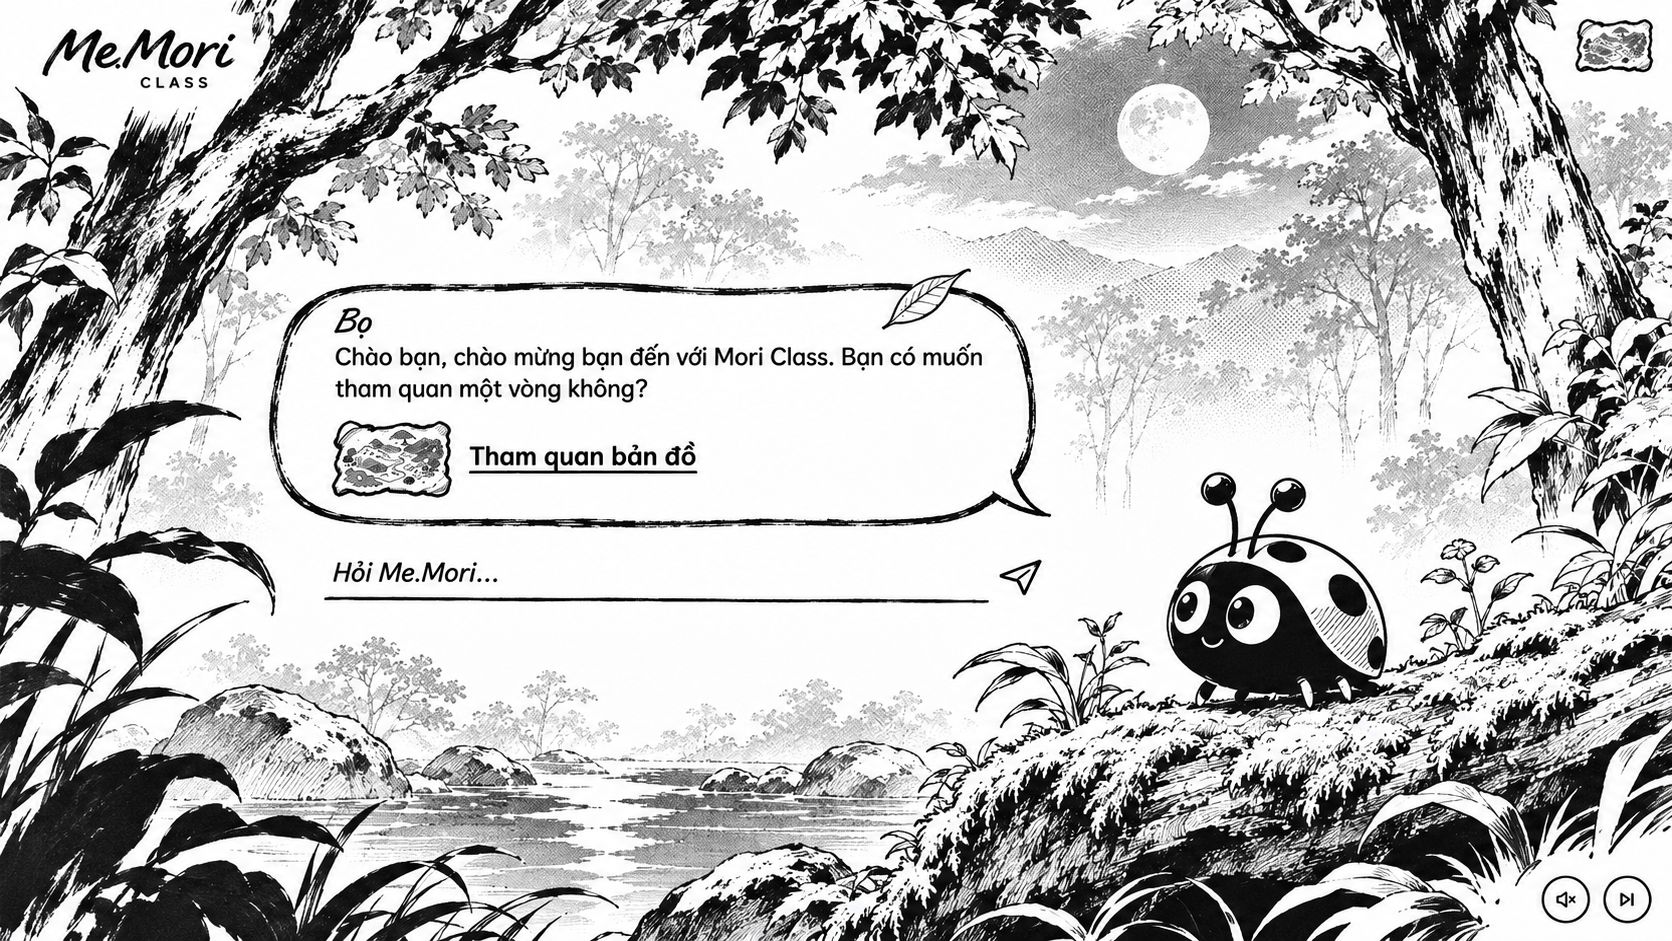 Me.Mori
CLASS
Bọ
Chào bạn, chào mừng bạn đến với Mori Class. Bạn có muốn
tham quan một vòng không?
Tham quan bản đồ
Hỏi Me.Mori...